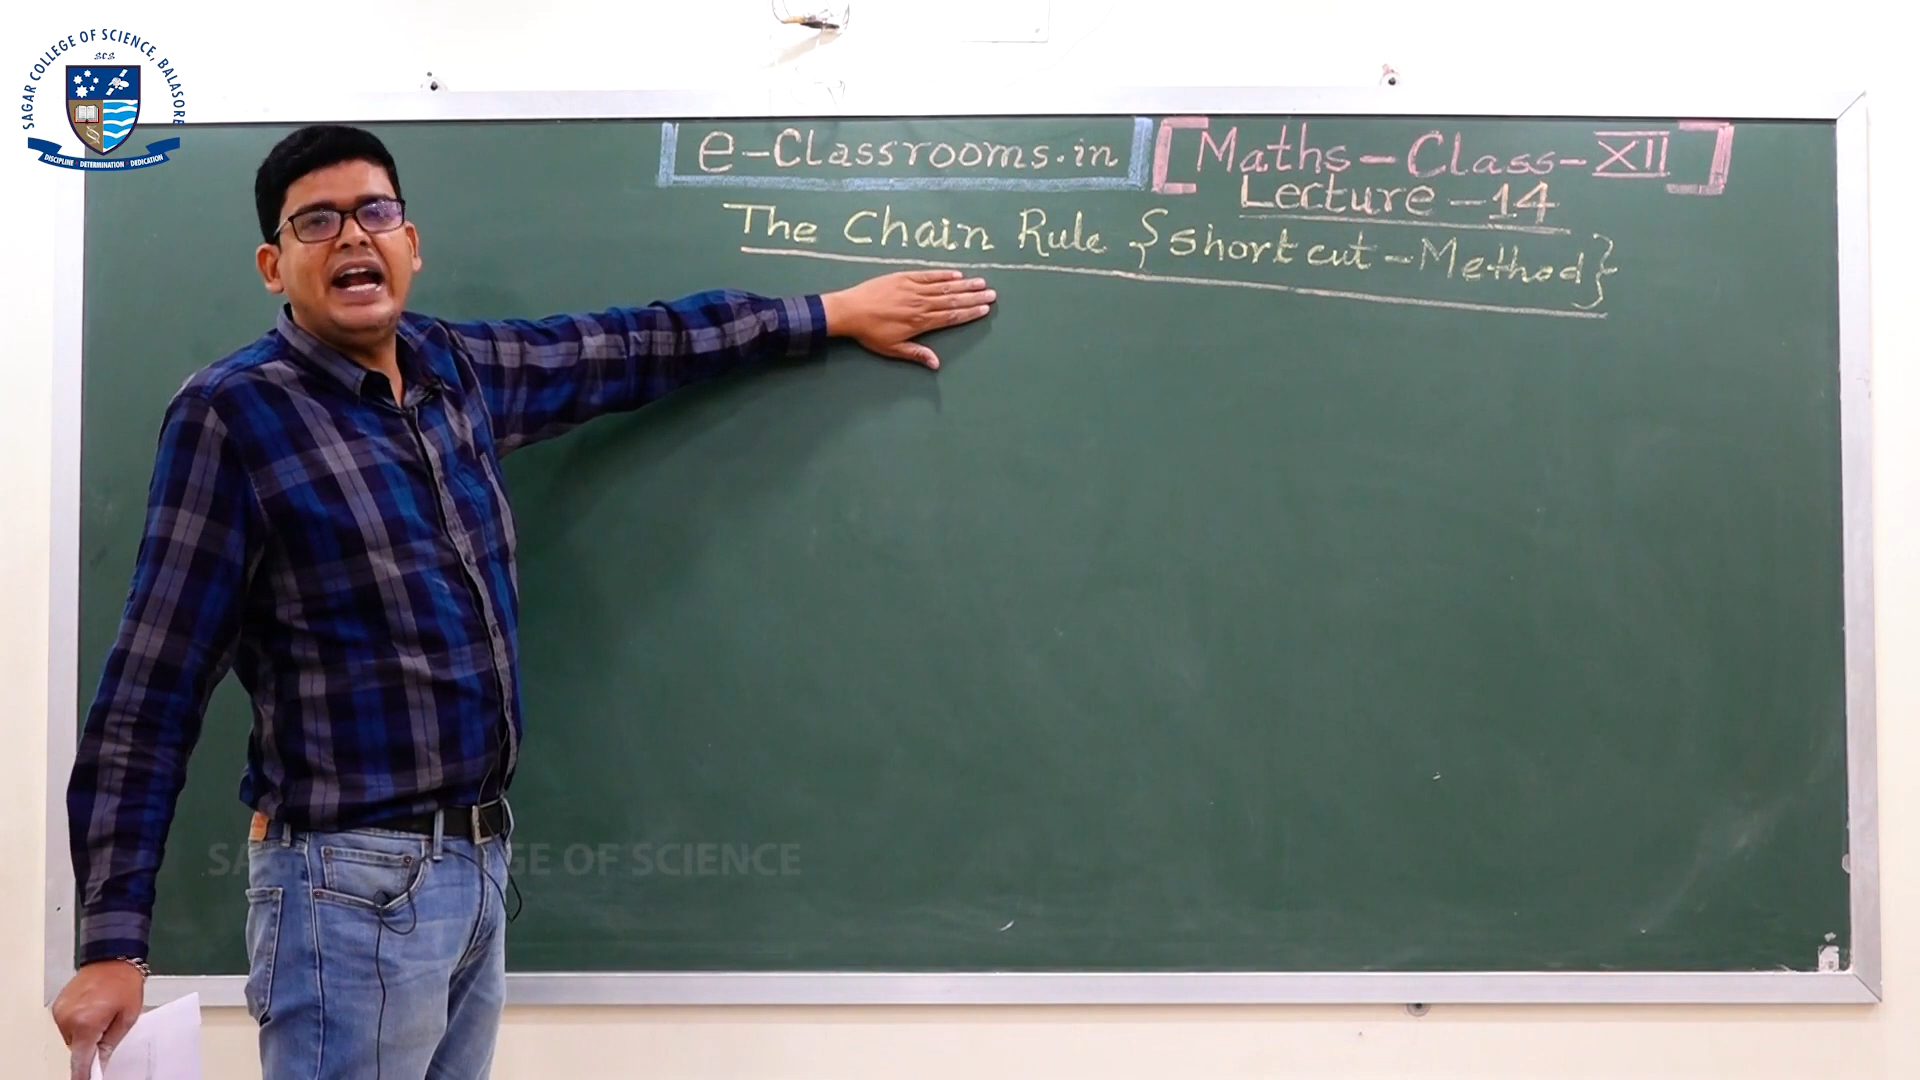 SAGAR COLLEGE OF SCIENCE, BALASORE
SCS
DISCIPLINE DETERMINATION DEDICATION
e-Classrooms.in [Maths-Class-XII]
Lecture-14
The Chain Rule {Short cut-Method}
SAGAR COLLEGE OF SCIENCE